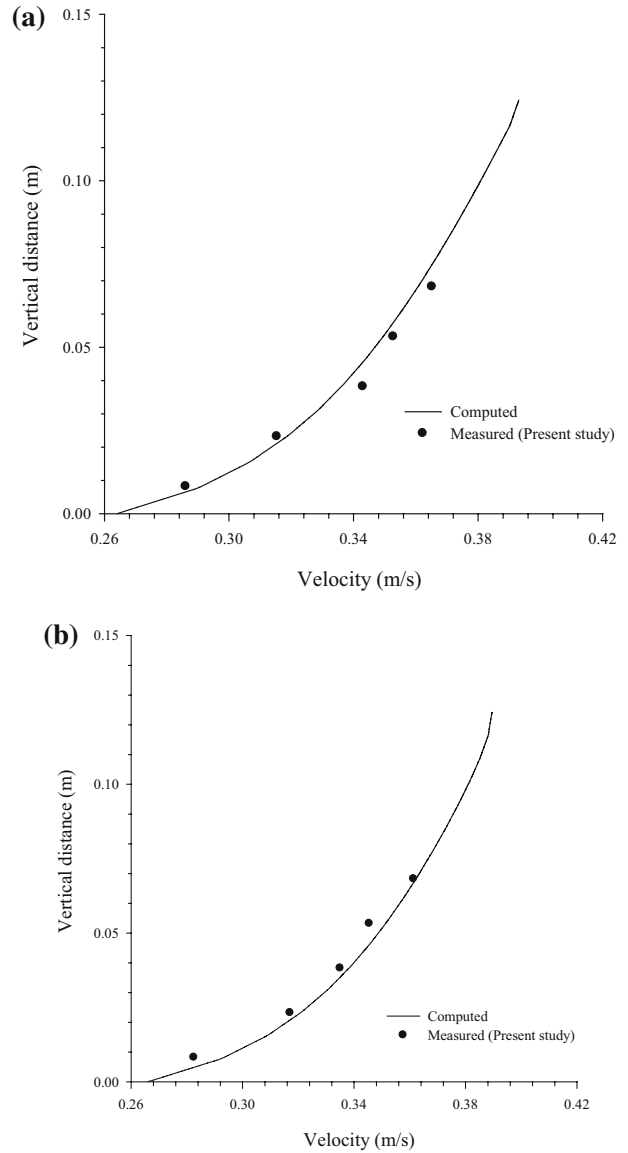 (a)
0.15
0.10
0.05
0.00
Vertical distance (m)
Computed
Measured (Present study)
0.26 0.30 0.34 0.38 0.42
Velocity (m/s)
(b)
0.15
0.10
0.05
0.00
Vertical distance (m)
Computed
Measured (Present study)
0.26 0.30 0.34 0.38 0.42
Velocity (m/s)